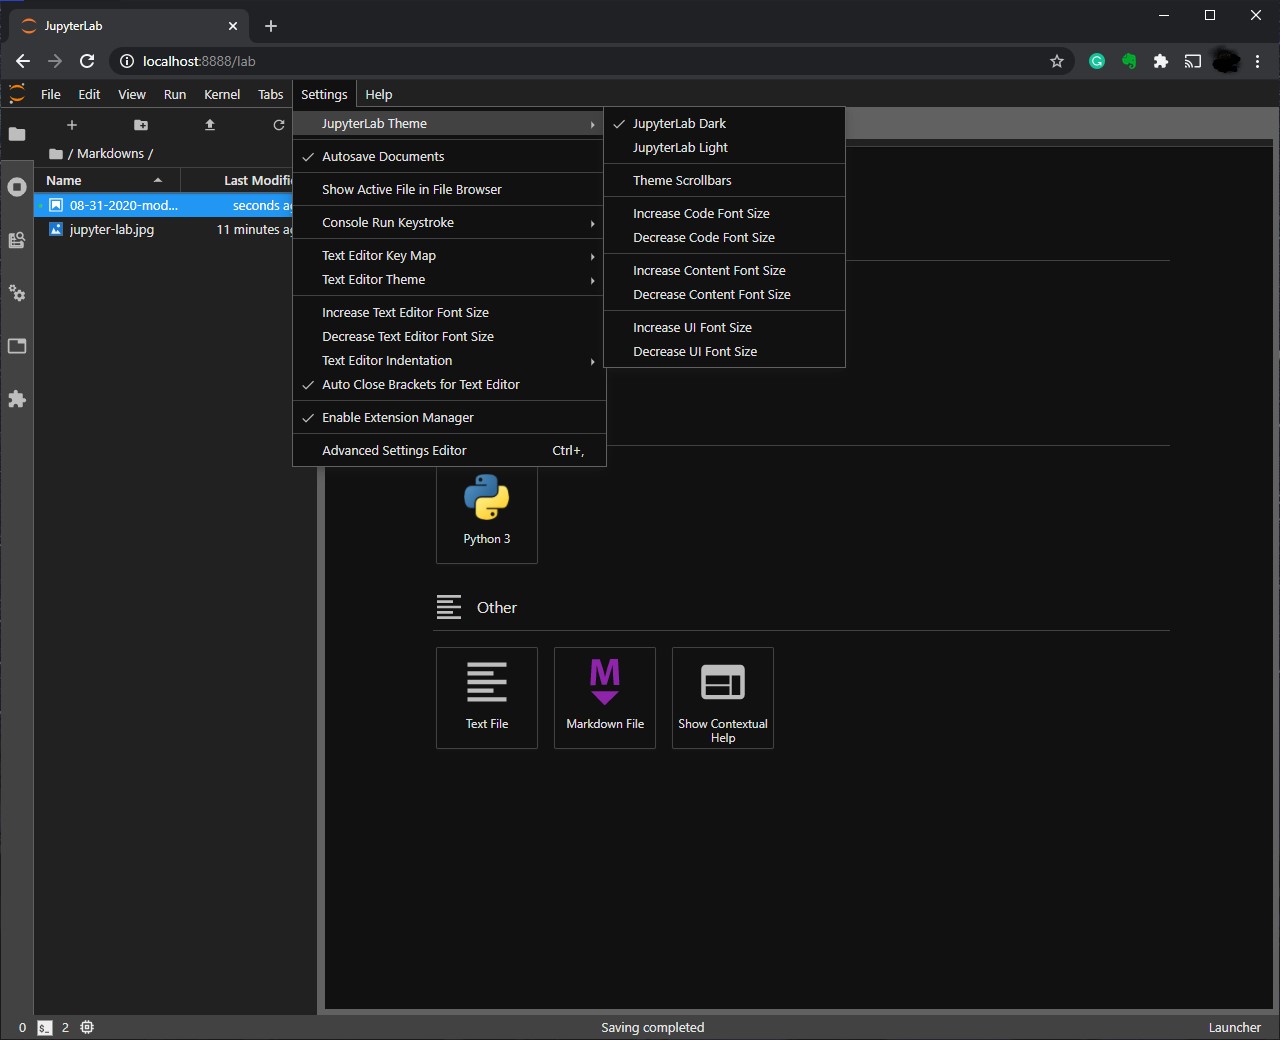 JupyterLab
localhost:8888/lab
File Edit View Run Kernel Tabs Settings Help
JupyterLab Theme
Autosave Documents
Show Active File in File Browser
Console Run Keystroke
Text Editor Key Map
Text Editor Theme
Increase Text Editor Font Size
Decrease Text Editor Font Size
Text Editor Indentation
Auto Close Brackets for Text Editor
Enable Extension Manager
Advanced Settings Editor Ctrl+,
JupyterLab Dark
JupyterLab Light
Theme Scrollbars
Increase Code Font Size
Decrease Code Font Size
Increase Content Font Size
Decrease Content Font Size
Increase UI Font Size
Decrease UI Font Size
/ Markdowns /
Name Last Modifi
08-31-2020-mod... seconds a
jupyter-lab.jpg 11 minutes a
Python 3
Other
Text File
Markdown File
Show Contextual
Help
0 $_ 2 Saving completed Launcher